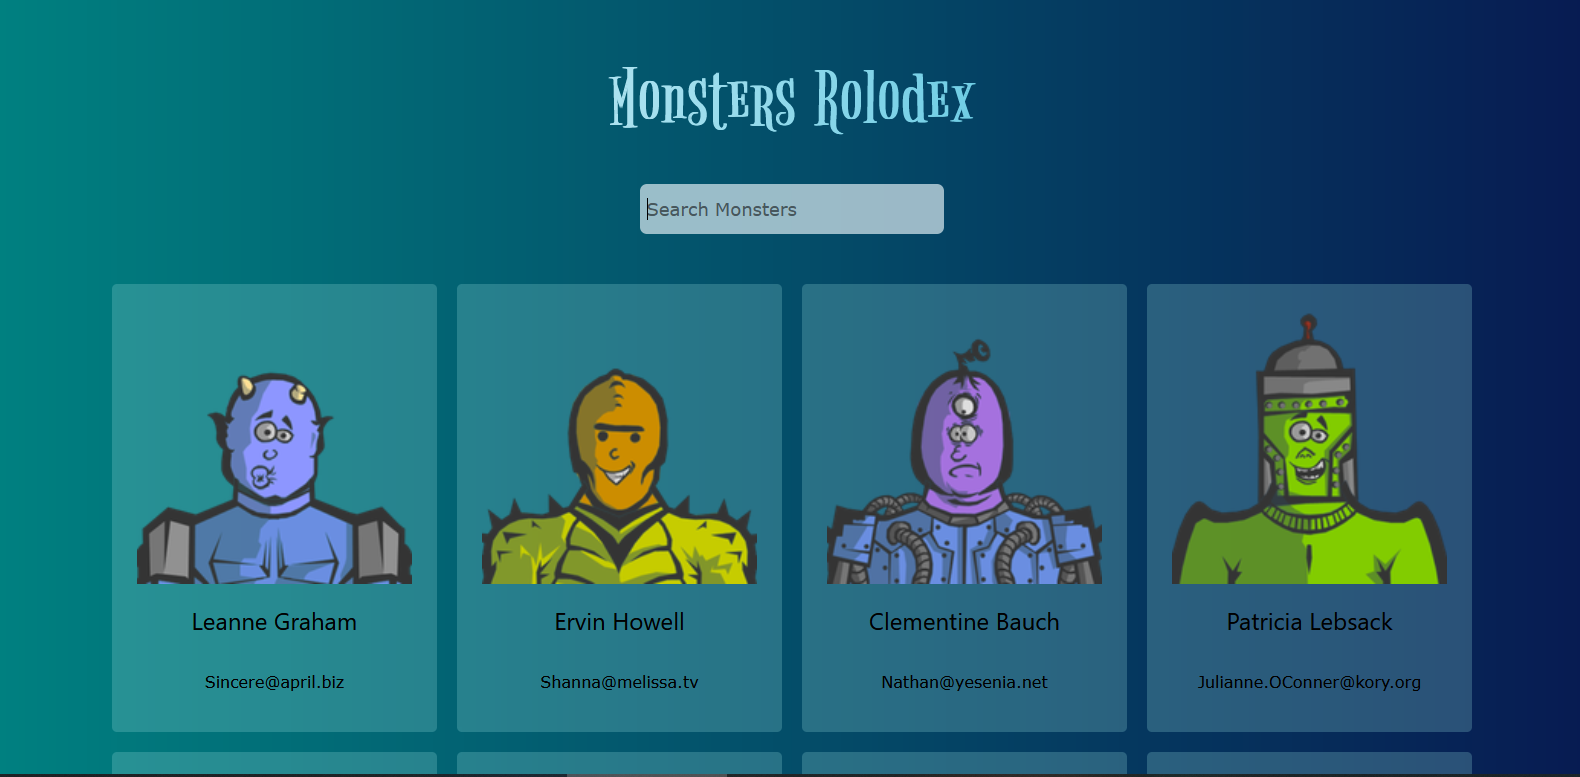 Monsters Rolodex
Search Monsters
Leanne Graham
Sincere@april.biz
Ervin Howell
Shanna@melissa.tv
Clementine Bauch
Nathan@yesenia.net
Patricia Lebsack
Julianne.OConner@kory.org